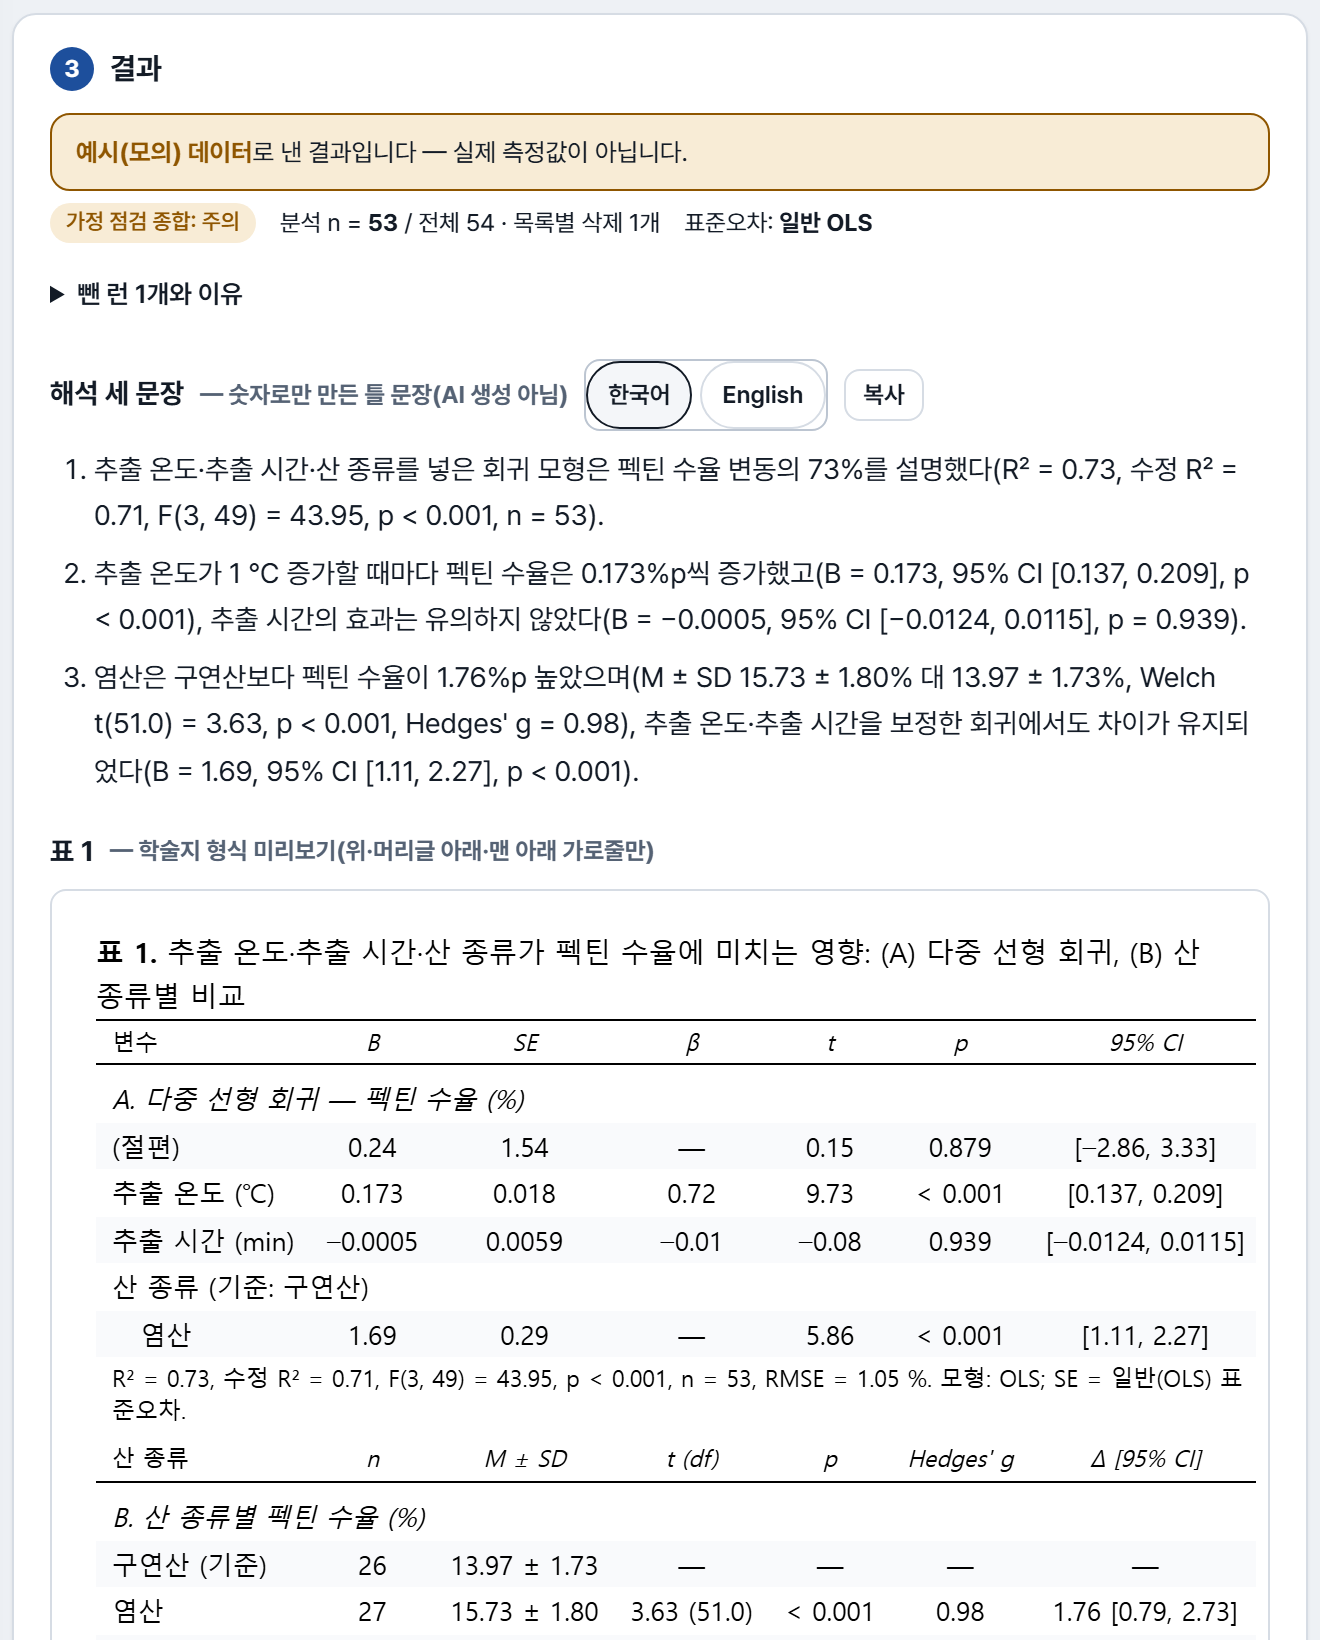 3 결과
예시(모의) 데이터로 낸 결과입니다 — 실제 측정값이 아닙니다.
가정 점검 종합: 주의 분석 n = 53 / 전체 54 · 목록별 삭제 1개 표준오차: 일반 OLS
▶ 뺀 런 1개와 이유
해석 세 문장 — 숫자로만 만든 틀 문장(AI 생성 아님) 한국어 English 복사
1. 추출 온도·추출 시간·산 종류를 넣은 회귀 모형은 펙틴 수율 변동의 73%를 설명했다(R² = 0.73, 수정 R² =
0.71, F(3, 49) = 43.95, p < 0.001, n = 53).
2. 추출 온도가 1 °C 증가할 때마다 펙틴 수율은 0.173%p씩 증가했고(B = 0.173, 95% CI [0.137, 0.209], p
< 0.001), 추출 시간의 효과는 유의하지 않았다(B = −0.0005, 95% CI [−0.0124, 0.0115], p = 0.939).
3. 염산은 구연산보다 펙틴 수율이 1.76%p 높았으며(M ± SD 15.73 ± 1.80% 대 13.97 ± 1.73%, Welch
t(51.0) = 3.63, p < 0.001, Hedges' g = 0.98), 추출 온도·추출 시간을 보정한 회귀에서도 차이가 유지되
었다(B = 1.69, 95% CI [1.11, 2.27], p < 0.001).
표 1 — 학술지 형식 미리보기(위·머리글 아래·맨 아래 가로줄만)
표 1. 추출 온도·추출 시간·산 종류가 펙틴 수율에 미치는 영향: (A) 다중 선형 회귀, (B) 산
종류별 비교
변수 B SE β t p 95% CI
A. 다중 선형 회귀 — 펙틴 수율 (%)
(절편) 0.24 1.54 — 0.15 0.879 [−2.86, 3.33]
추출 온도 (°C) 0.173 0.018 0.72 9.73 < 0.001 [0.137, 0.209]
추출 시간 (min) −0.0005 0.0059 −0.01 −0.08 0.939 [−0.0124, 0.0115]
산 종류 (기준: 구연산)
염산 1.69 0.29 — 5.86 < 0.001 [1.11, 2.27]
R² = 0.73, 수정 R² = 0.71, F(3, 49) = 43.95, p < 0.001, n = 53, RMSE = 1.05 %. 모형: OLS; SE = 일반(OLS) 표
준오차.
산 종류 n M ± SD t (df) p Hedges' g Δ [95% CI]
B. 산 종류별 펙틴 수율 (%)
구연산 (기준) 26 13.97 ± 1.73 — — — —
염산 27 15.73 ± 1.80 3.63 (51.0) < 0.001 0.98 1.76 [0.79, 2.73]